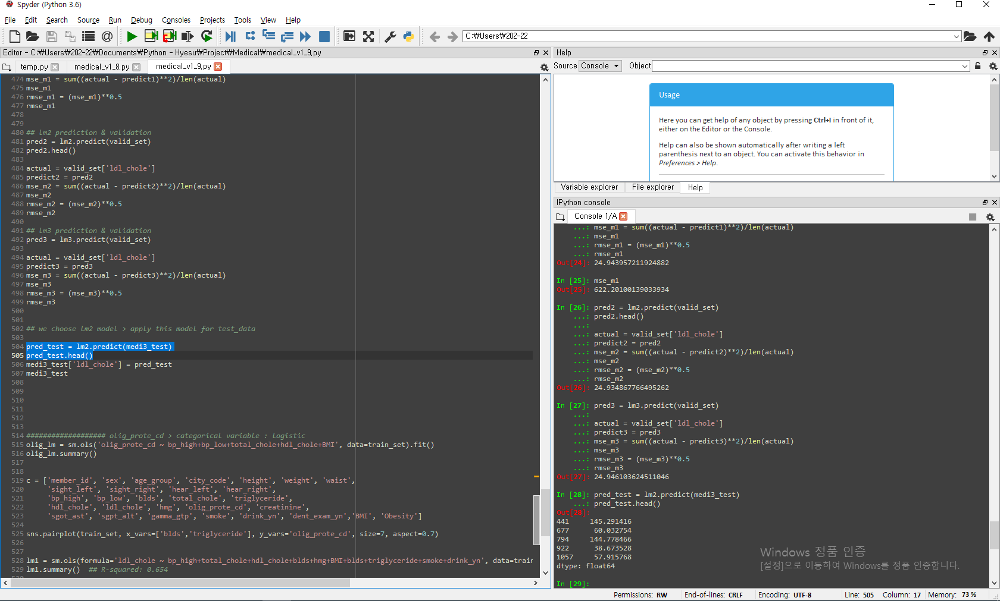 Spyder (Python 3.6)
File Edit Search Source Run Debug Consoles Projects Tools View Help
C:₩Users₩202-22
Editor - C:₩Users₩202-22₩Documents₩Python - Hyesu₩Project₩Medical₩medical_v1_9.py
temp.py medical_v1_8.py medical_v1_9.py
474 mse_m1 = sum((actual - predict1)**2)/len(actual)
475 mse_m1
476 rmse_m1 = (mse_m1)**0.5
477 rmse_m1
478
479
480 ## lm2 prediction & validation
481 pred2 = lm2.predict(valid_set)
482 pred2.head()
483
484 actual = valid_set['ldl_chole']
485 predict2 = pred2
486 mse_m2 = sum((actual - predict2)**2)/len(actual)
487 mse_m2
488 rmse_m2 = (mse_m2)**0.5
489 rmse_m2
490
491 ## lm3 prediction & validation
492 pred3 = lm3.predict(valid_set)
493
494 actual = valid_set['ldl_chole']
495 predict3 = pred3
496 mse_m3 = sum((actual - predict3)**2)/len(actual)
497 mse_m3
498 rmse_m3 = (mse_m3)**0.5
499 rmse_m3
500
501
502 ## we choose lm2 model > apply this model for test_data
503
504 pred_test = lm2.predict(medi3_test)
505 pred_test.head()
506 medi3_test['ldl_chole'] = pred_test
507 medi3_test
508
509
510
511
512
513
514 ################### olig_prote_cd > categorical variable : logistic
515 olig_lm = sm.ols('olig_prote_cd ~ bp_high+bp_low+total_chole+hdl_chole+BMI', data=train_set).fit()
516 olig_lm.summary()
517
518
519 c = ['member_id', 'sex', 'age_group', 'city_code', 'height', 'weight', 'waist',
520 'sight_left', 'sight_right', 'hear_left', 'hear_right',
521 'bp_high', 'bp_low', 'blds', 'total_chole', 'triglyceride',
522 'hdl_chole', 'ldl_chole', 'hmg', 'olig_prote_cd', 'creatinine',
523 'sgot_ast', 'sgpt_alt', 'gamma_gtp', 'smoke', 'drink_yn', 'dent_exam_yn','BMI', 'Obesity']
524
525 sns.pairplot(train_set, x_vars=['blds','triglyceride'], y_vars='olig_prote_cd', size=7, aspect=0.7)
526
527
528 lm1 = sm.ols(formula='ldl_chole ~ bp_high+total_chole+hdl_chole+blds+hmg+BMI+blds+triglyceride+smoke+drink_yn', data=train
529 lm1.summary() ## R-squared: 0.654
Help
Source Console Object
Usage
Here you can get help of any object by pressing Ctrl+I in front of it,
either on the Editor or the Console.
Help can also be shown automatically after writing a left
parenthesis next to an object. You can activate this behavior in
Preferences > Help.
Variable explorer File explorer Help
IPython console
Console 1/A
...: mse_m1 = sum((actual - predict1)**2)/len(actual)
...: mse_m1
...: rmse_m1 = (mse_m1)**0.5
...: rmse_m1
Out[24]: 24.943957211924882
In [25]: mse_m1
Out[25]: 622.20100139033934
In [26]: pred2 = lm2.predict(valid_set)
...: pred2.head()
...:
...: actual = valid_set['ldl_chole']
...: predict2 = pred2
...: mse_m2 = sum((actual - predict2)**2)/len(actual)
...: mse_m2
...: rmse_m2 = (mse_m2)**0.5
...: rmse_m2
Out[26]: 24.934867766495262
In [27]: pred3 = lm3.predict(valid_set)
...:
...: actual = valid_set['ldl_chole']
...: predict3 = pred3
...: mse_m3 = sum((actual - predict3)**2)/len(actual)
...: mse_m3
...: rmse_m3 = (mse_m3)**0.5
...: rmse_m3
Out[27]: 24.946103624511046
In [28]: pred_test = lm2.predict(medi3_test)
...: pred_test.head()
Out[28]:
441 145.291416
677 60.032754
794 144.778466
922 38.673528
1057 57.915768
dtype: float64
In [29]:
Windows 정품 인증
[설정]으로 이동하여 Windows를 정품 인증합니다.
Permissions: RW End-of-lines: CRLF Encoding: UTF-8 Line: 505 Column: 17 Memory: 73 %